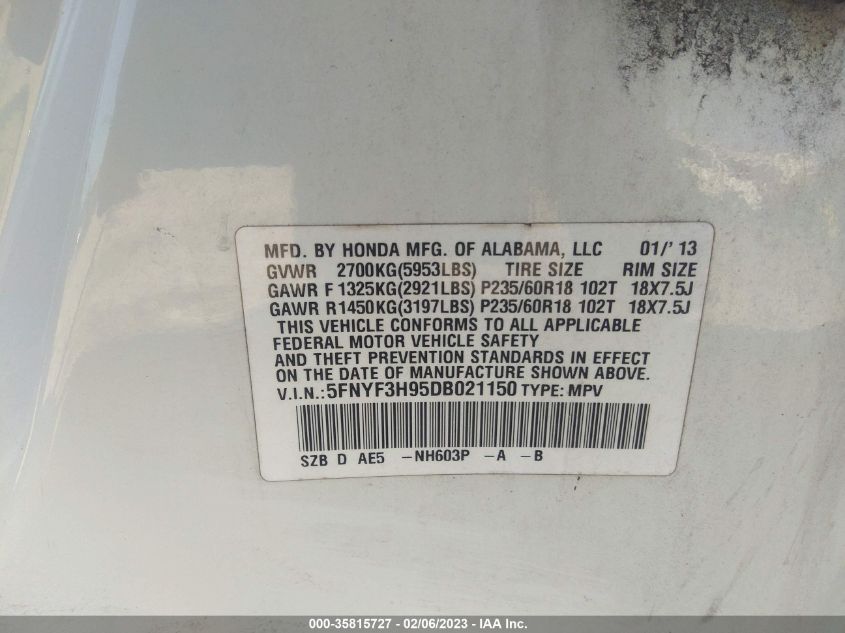 MFD. BY HONDA MFG. OF ALABAMA, LLC 01/'13
GVWR 2700KG(5953LBS) TIRE SIZE RIM SIZE
GAWR F 1325KG(2921LBS) P235/60R18 102T 18X7.5J
GAWR R1450KG(3197LBS) P235/60R18 102T 18X7.5J
THIS VEHICLE CONFORMS TO ALL APPLICABLE
FEDERAL MOTOR VEHICLE SAFETY
AND THEFT PREVENTION STANDARDS IN EFFECT
ON THE DATE OF MANUFACTURE SHOWN ABOVE.
V.I.N.:5FNYF3H95DB021150 TYPE: MPV
SZB D AE5 -NH603P -A -B
000-35815727 - 02/06/2023 - IAA Inc.